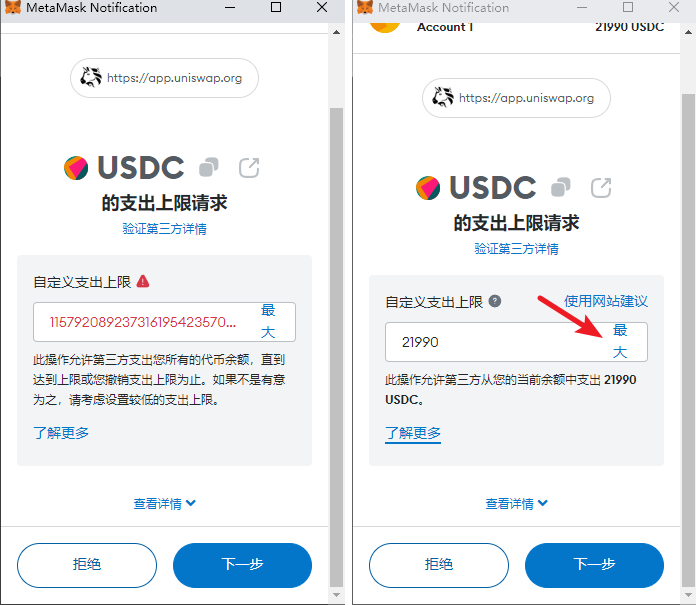 MetaMask Notification
https://app.uniswap.org
USDC
的支出上限请求
验证第三方详情
自定义支出上限
115792089237316195423570...
最
大
此操作允许第三方支出您所有的代币余额，直到
达到上限或您撤销支出上限为止。如果不是有意
为之，请考虑设置较低的支出上限。
了解更多
查看详情
拒绝
下一步
MetaMask Notification
Account 1
21990 USDC
https://app.uniswap.org
USDC
的支出上限请求
验证第三方详情
自定义支出上限
使用网站建议
21990
最
大
此操作允许第三方从您的当前余额中支出 21990
USDC。
了解更多
查看详情
拒绝
下一步